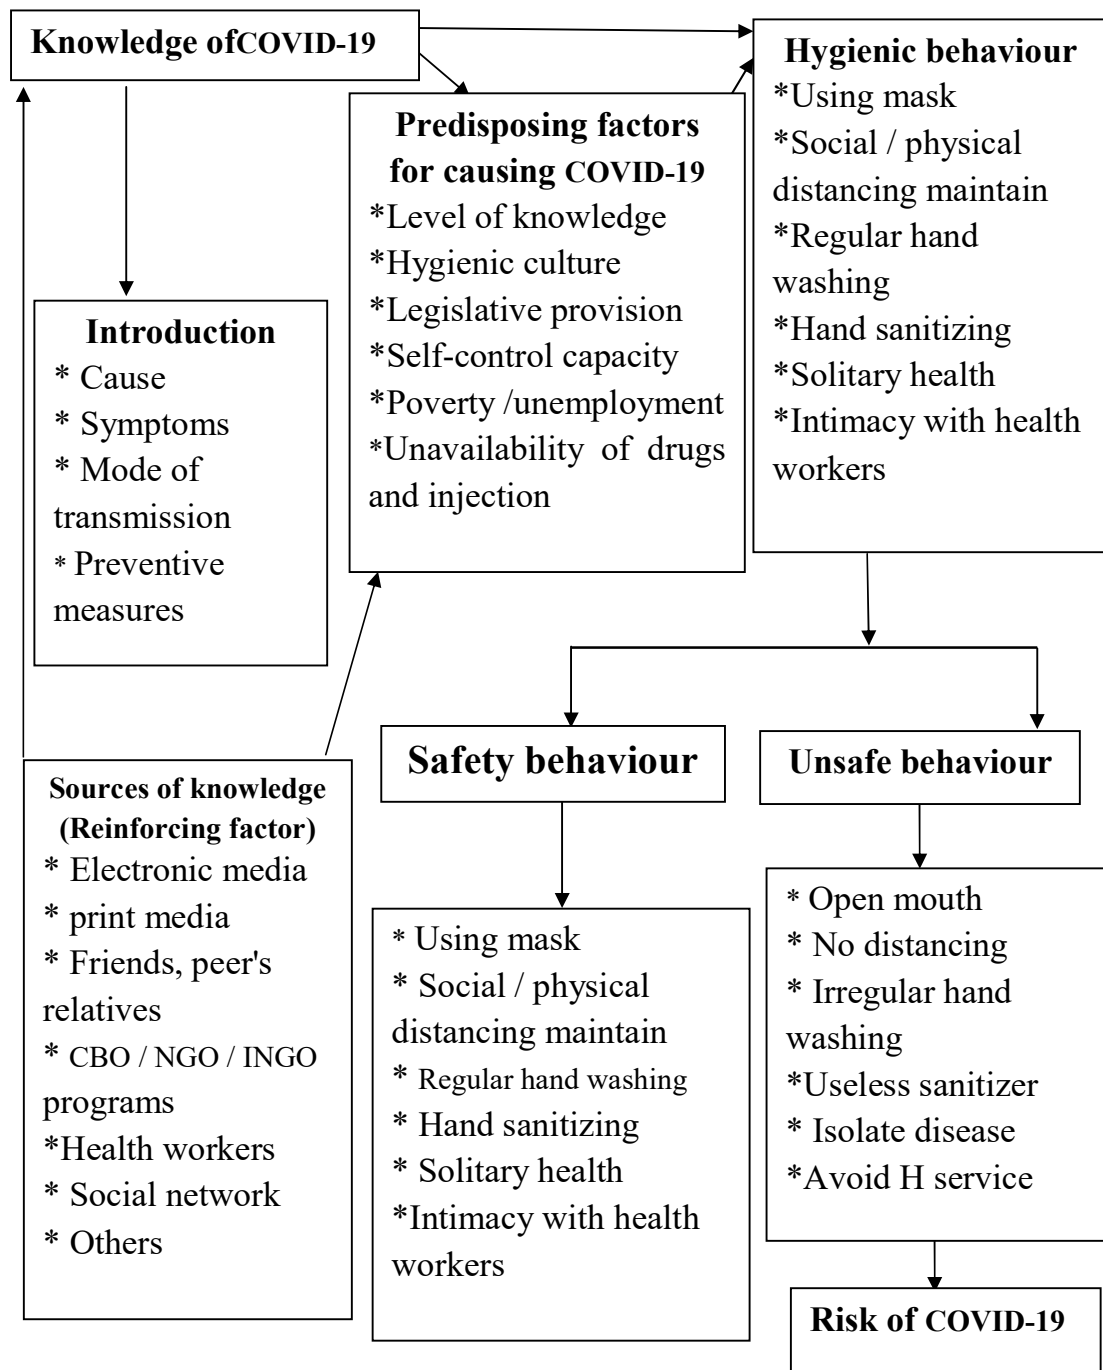 Knowledge ofCOVID-19
Predisposing factors
for causing COVID-19
*Level of knowledge
*Hygienic culture
*Legislative provision
*Self-control capacity
*Poverty /unemployment
*Unavailability of drugs
and injection
Hygienic behaviour
*Using mask
*Social / physical
distancing maintain
*Regular hand
washing
*Hand sanitizing
*Solitary health
*Intimacy with health
workers
Introduction
* Cause
* Symptoms
* Mode of
transmission
* Preventive
measures
Sources of knowledge
(Reinforcing factor)
* Electronic media
* print media
* Friends, peer's
relatives
* CBO / NGO / INGO
programs
*Health workers
* Social network
* Others
Safety behaviour
* Using mask
* Social / physical
distancing maintain
* Regular hand washing
* Hand sanitizing
* Solitary health
*Intimacy with health
workers
Unsafe behaviour
* Open mouth
* No distancing
* Irregular hand
washing
*Useless sanitizer
* Isolate disease
*Avoid H service
Risk of COVID-19